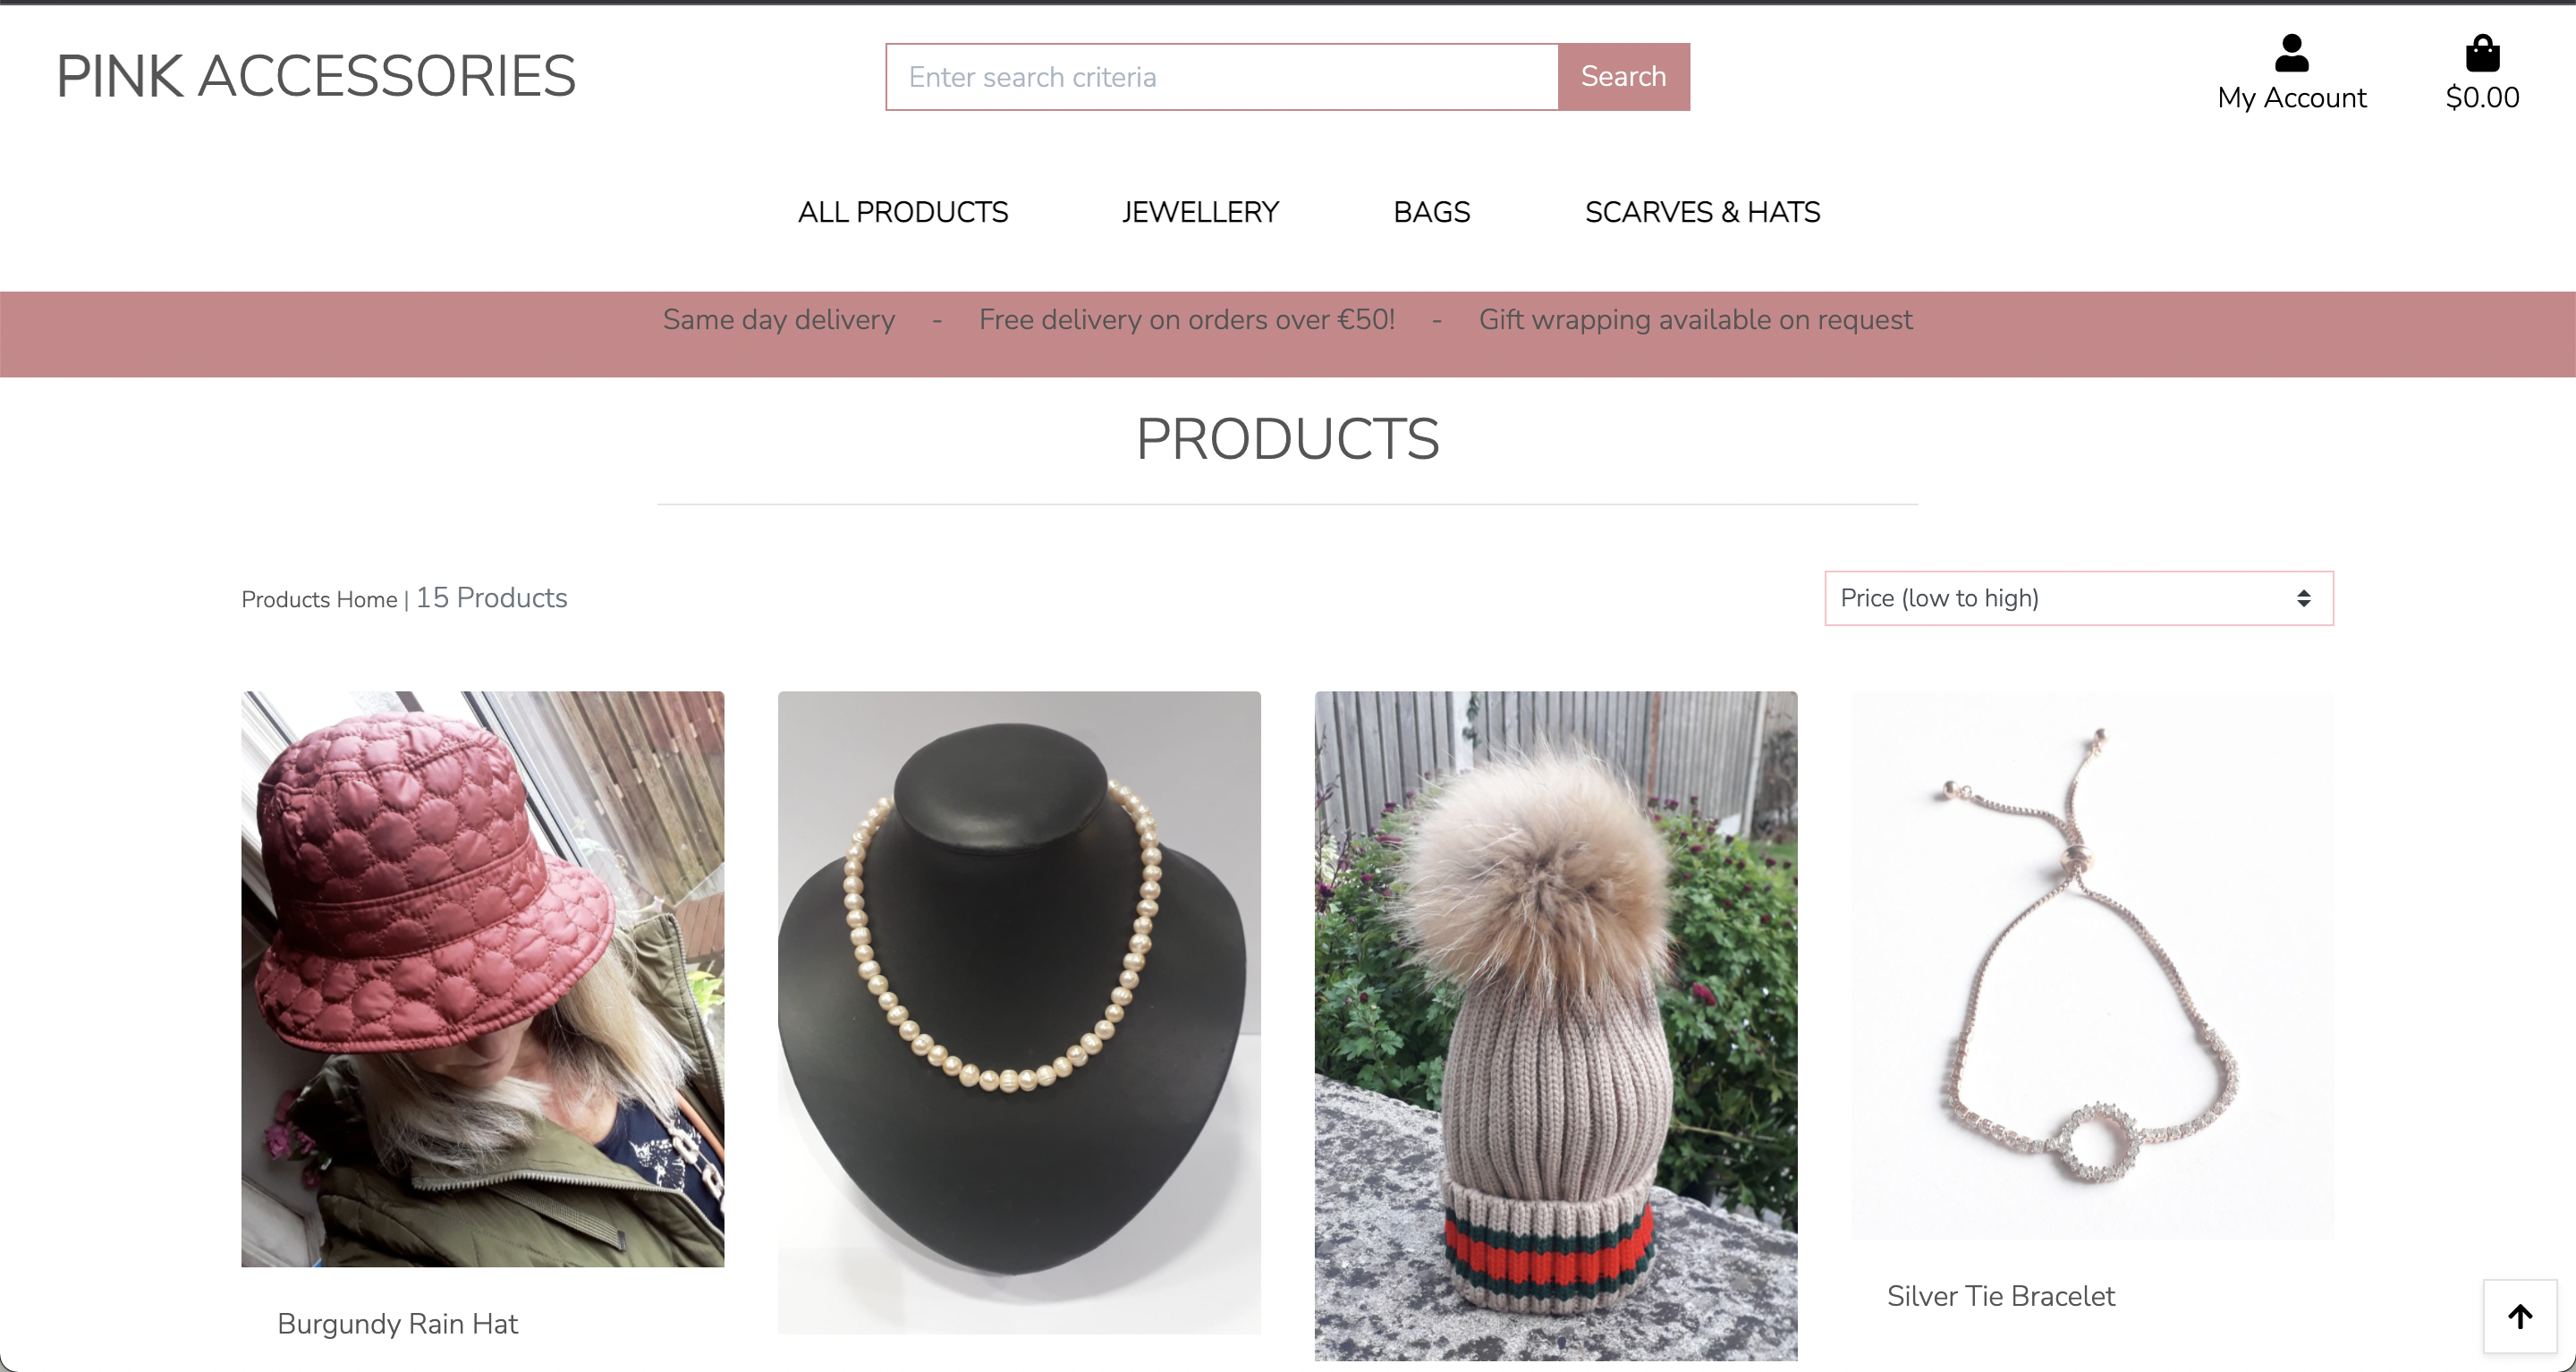 PINK ACCESSORIES
Enter search criteria
Search
My Account
$0.00
ALL PRODUCTS
JEWELLERY
BAGS
SCARVES & HATS
Same day delivery - Free delivery on orders over €50! - Gift wrapping available on request
PRODUCTS
Products Home | 15 Products
Price (low to high)
Silver Tie Bracelet
Burgundy Rain Hat